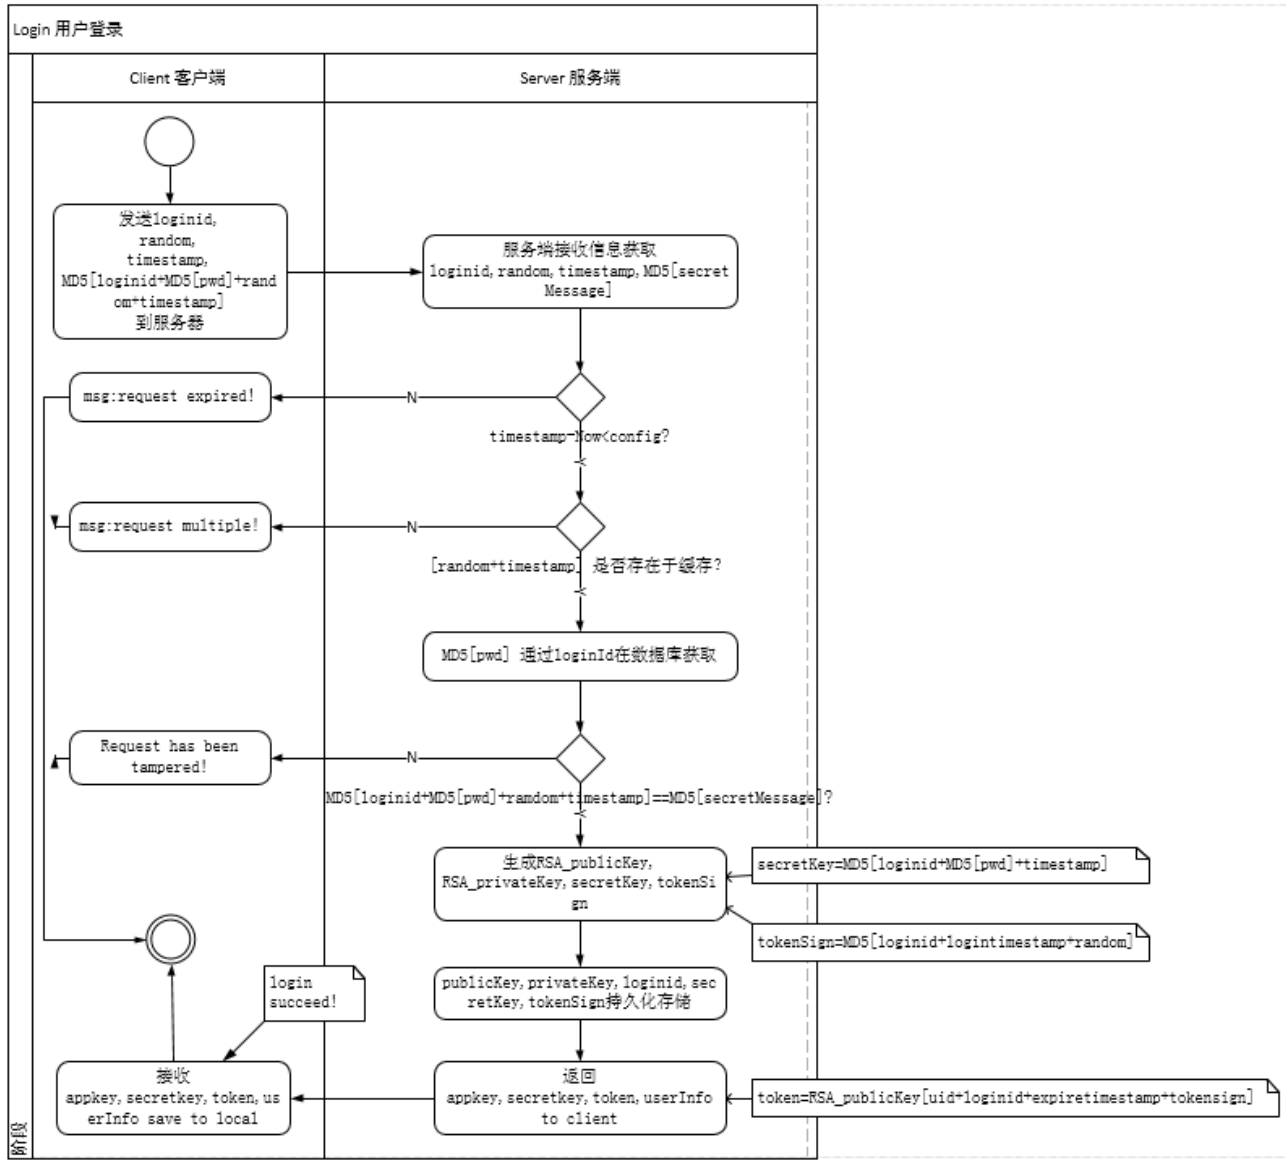 Login 用户登录
Client 客户端
Server 服务端
发送loginid,
random,
timestamp,
MD5[loginid+MD5[pwd]+rand
om+timestamp]
到服务器
服务端接收信息获取
loginid,random,timestamp,MD5[secret
Message]
msg:request expired!
N
timestamp-Now<config?
Y
msg:request multiple!
N
[random+timestamp] 是否存在于缓存?
Y
MD5[pwd] 通过loginId在数据库获取
Request has been
tampered!
N
MD5[loginid+MD5[pwd]+ramdom+timestamp]==MD5[secretMessage]?
Y
生成RSA_publicKey,
RSA_privateKey,secretKey,tokenSi
gn
secretKey=MD5[loginid+MD5[pwd]+timestamp]
tokenSign=MD5[loginid+logintimestamp+random]
publicKey,privateKey,loginid,sec
retKey,tokenSign持久化存储
login
succeed!
接收
appkey,secretkey,token,us
erInfo save to local
返回
appkey,secretkey,token,userInfo
to client
token=RSA_publicKey[uid+loginid+expiretimestamp+tokensign]
阶段